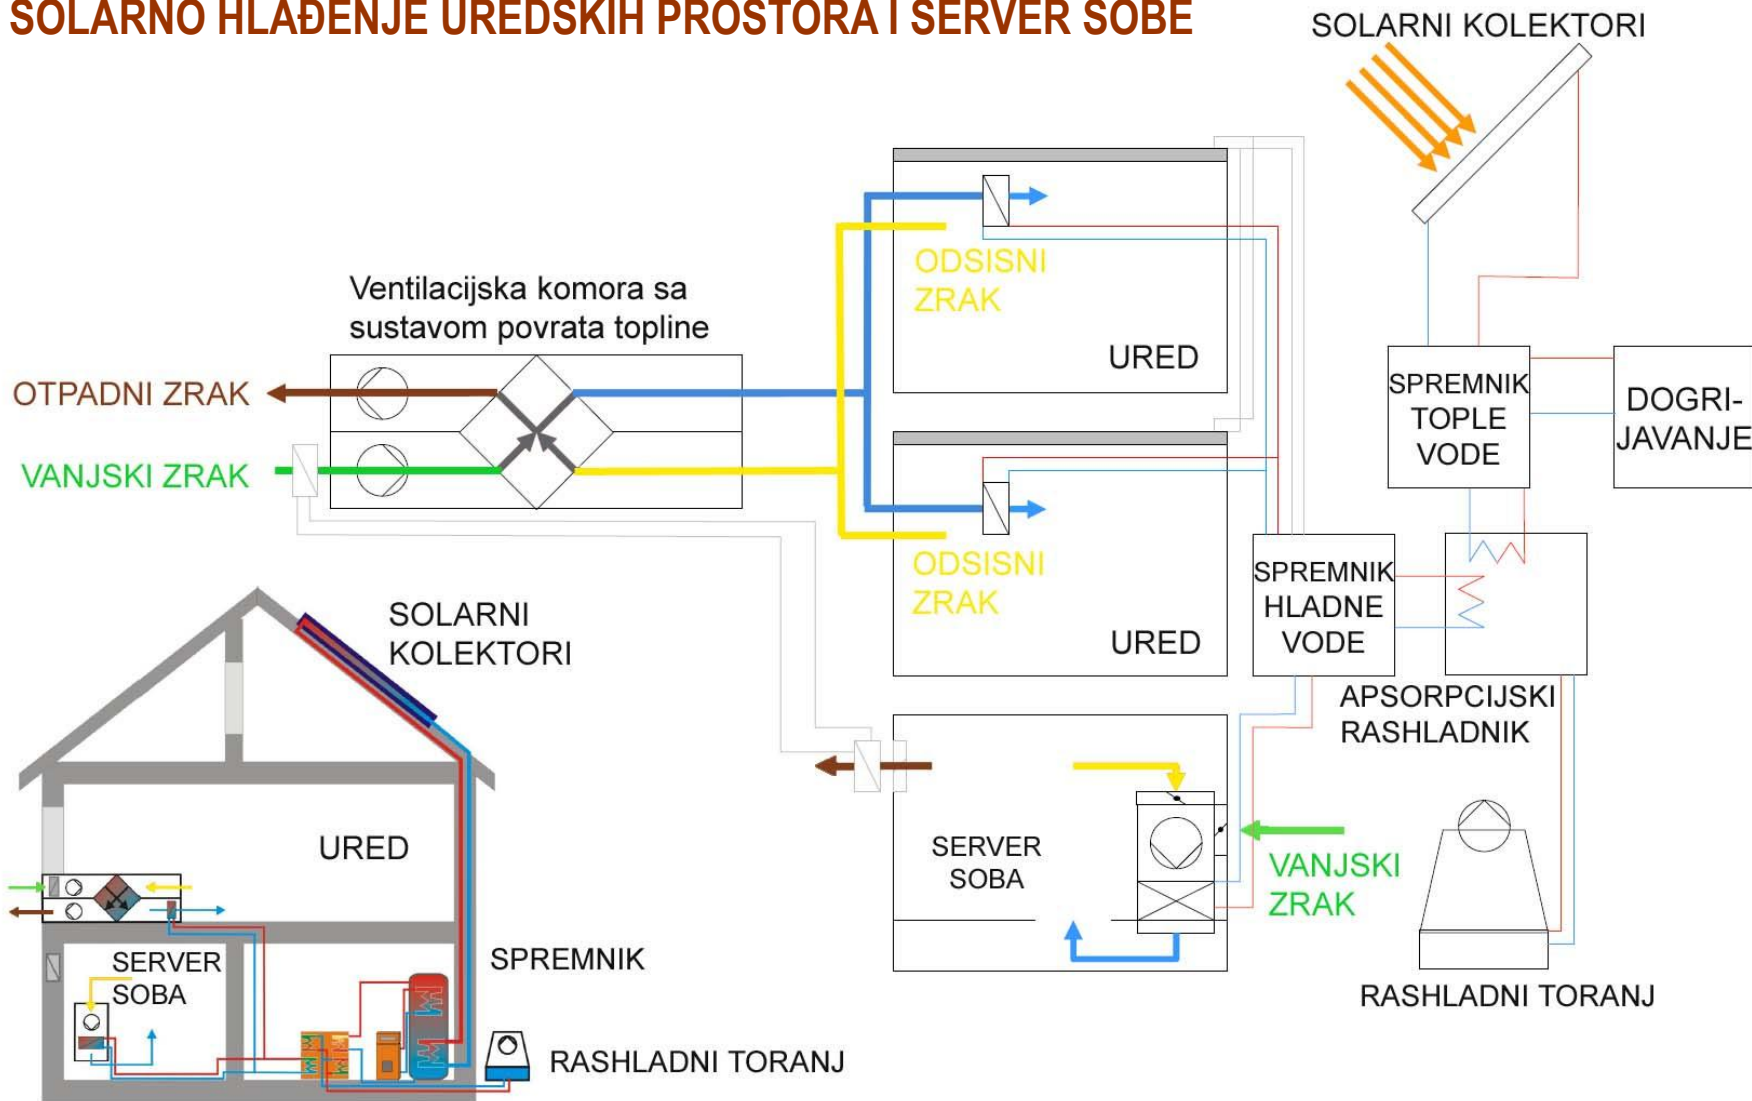 SOLARNO HLAĐENJE UREDSKIH PROSTORA I SERVER SOBE
SOLARNI KOLEKTORI
Ventilacijska komora sa
sustavom povrata topline
OTPADNI ZRAK
VANJSKI ZRAK
ODSISNI
ZRAK
URED
ODSISNI
ZRAK
URED
SPREMNIK
TOPLE
VODE
DOGRI-
JAVANJE
SPREMNIK
HLADNE
VODE
APSORPCIJSKI
RASHLADNIK
SERVER
SOBA
VANJSKI
ZRAK
RASHLADNI TORANJ
SOLARNI
KOLEKTORI
URED
SERVER
SOBA
SPREMNIK
RASHLADNI TORANJ